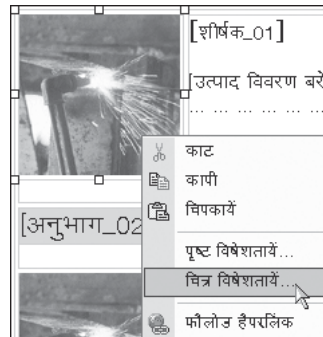 [शीर्षक_01]
[उत्पाद विवरण बरे
... ... ... ... ...
काट
कापी
चिपकायें
[अनुभाग_02
पृष्ट विषेशतायें...
चित्र विषेशतायें...
फौलोउ हैपरलिंक